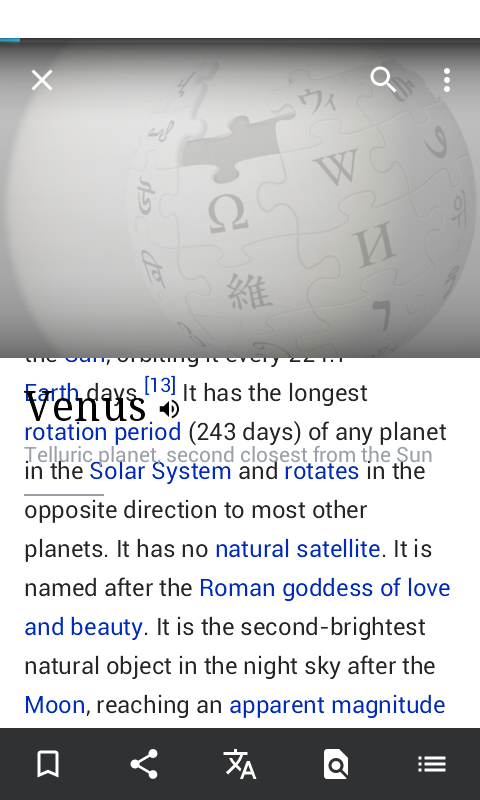 ウィ
Ω
W
И
維
the Sun, orbiting it every 224.7
Earth days.[13] It has the longest
Venus
rotation period (243 days) of any planet
Telluric planet, second closest from the Sun
in the Solar System and rotates in the
opposite direction to most other
planets. It has no natural satellite. It is
named after the Roman goddess of love
and beauty. It is the second-brightest
natural object in the night sky after the
Moon, reaching an apparent magnitude